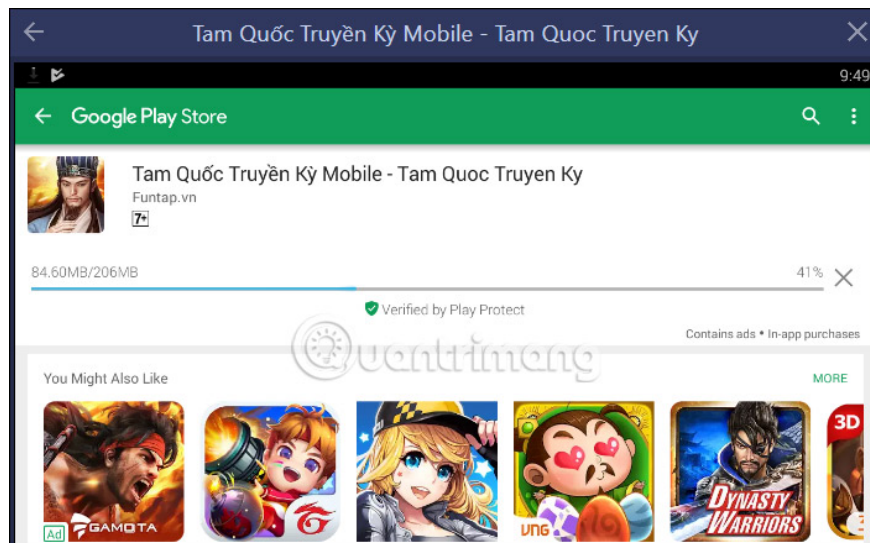 Tam Quốc Truyền Kỳ Mobile - Tam Quoc Truyen Ky
9:49
Google Play Store
Tam Quốc Truyền Kỳ Mobile - Tam Quoc Truyen Ky
Funtap.vn
7+
84.60MB/206MB 41%
Verified by Play Protect
Contains ads • In-app purchases
Quantrimang
You Might Also Like MORE
3D
Ad GAMOTA
VNG
DYNASTY
WARRIORS